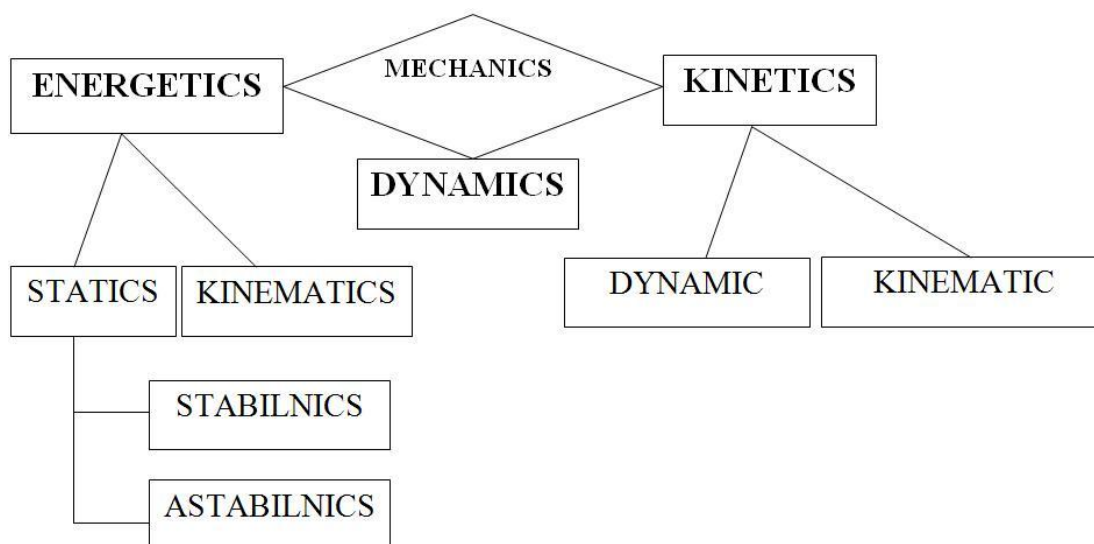 MECHANICS
ENERGETICS
KINETICS
DYNAMICS
STATICS
KINEMATICS
DYNAMIC
KINEMATIC
STABILNICS
ASTABILNICS